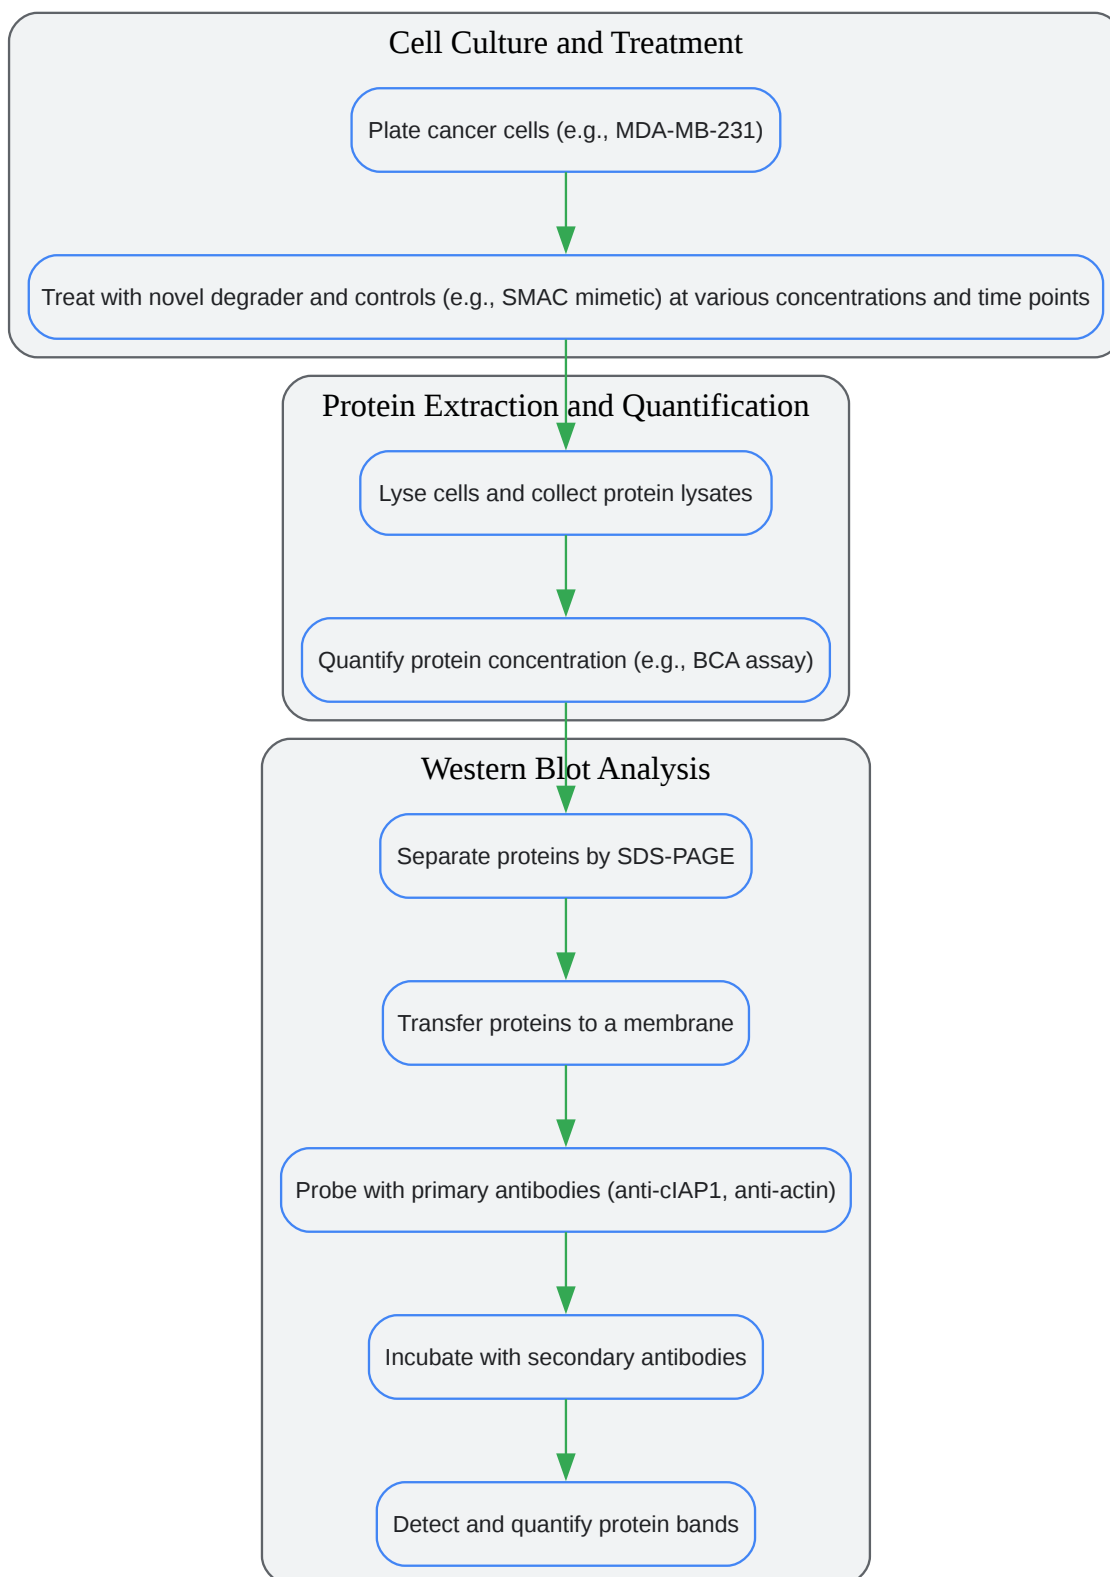 Cell Culture and Treatment
Plate cancer cells (e.g., MDA-MB-231)
Treat with novel degrader and controls (e.g., SMAC mimetic) at various concentrations and time points
Protein Extraction and Quantification
Lyse cells and collect protein lysates
Quantify protein concentration (e.g., BCA assay)
Western Blot Analysis
Separate proteins by SDS-PAGE
Transfer proteins to a membrane
Probe with primary antibodies (anti-cIAP1, anti-actin)
Incubate with secondary antibodies
Detect and quantify protein bands